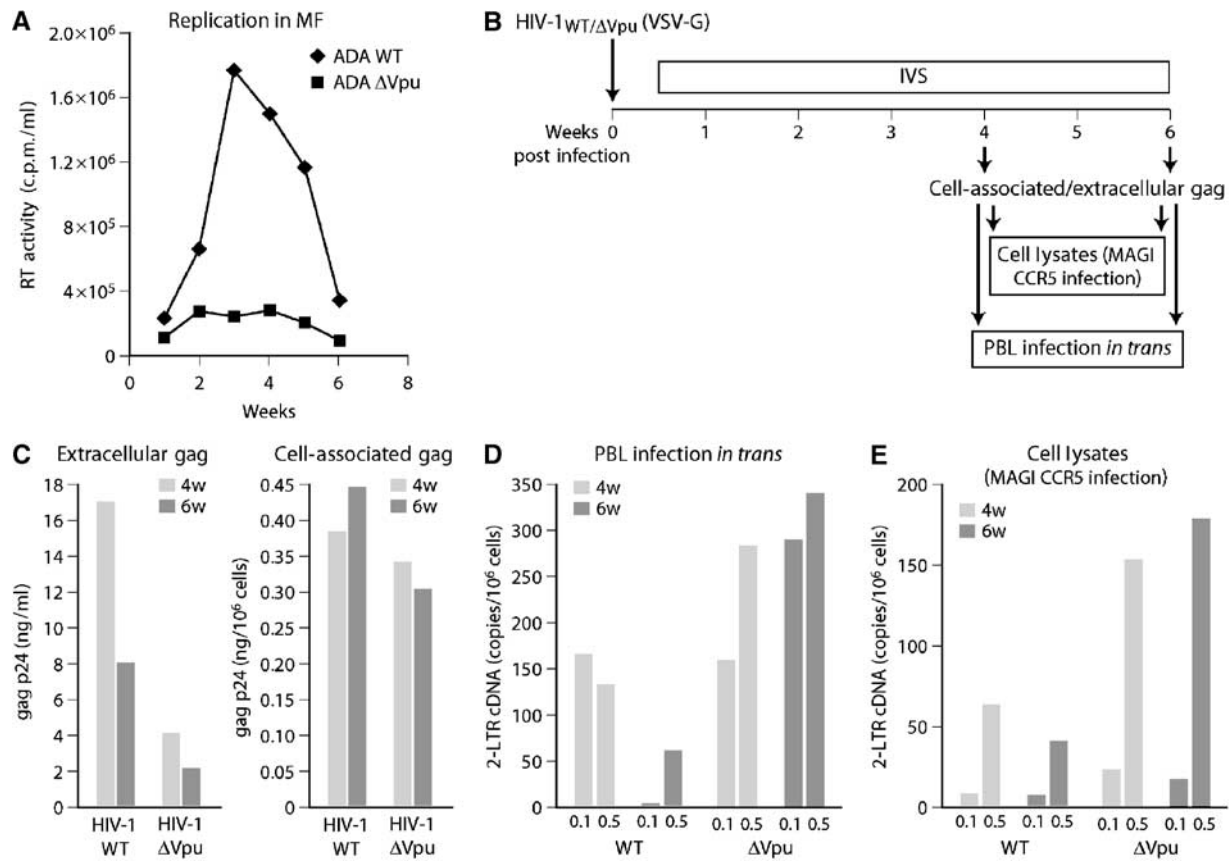 A
Replication in MF
RT activity (c.p.m./ml)
2.0×10⁶
1.6×10⁶
1.2×10⁶
8×10⁵
4×10⁵
0
ADA WT
ADA ΔVpu
0 2 4 6 8
Weeks
B
HIV-1WT/ΔVpu (VSV-G)
IVS
Weeks 0 1 2 3 4 5 6
post infection
Cell-associated/extracellular gag
Cell lysates (MAGI
CCR5 infection)
PBL infection in trans
C
Extracellular gag
gag p24 (ng/ml)
18
16
14
12
10
8
6
4
2
0
4w
6w
HIV-1 HIV-1
WT ΔVpu
Cell-associated gag
gag p24 (ng/10⁶ cells)
0.45
0.40
0.35
0.30
0.25
0.20
0.15
0.10
0.05
0
4w
6w
HIV-1 HIV-1
WT ΔVpu
D
PBL infection in trans
2-LTR cDNA (copies/10⁶ cells)
350
300
250
200
150
100
50
0
4w
6w
0.1 0.5 0.1 0.5 0.1 0.5 0.1 0.5
WT ΔVpu
E
Cell lysates
(MAGI CCR5 infection)
2-LTR cDNA (copies/10⁶ cells)
200
150
100
50
0
4w
6w
0.1 0.5 0.1 0.5 0.1 0.5 0.1 0.5
WT ΔVpu